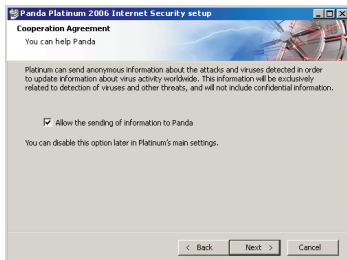 Panda Platinum 2006 Internet Security setup
Cooperation Agreement
You can help Panda
Platinum can send anonymous information about the attacks and viruses detected in order
to update information about virus activity worldwide. This information will be exclusively
related to detection of viruses and other threats, and will not include confidential information.
Allow the sending of information to Panda
You can disable this option later in Platinum's main settings.
< Back Next > Cancel